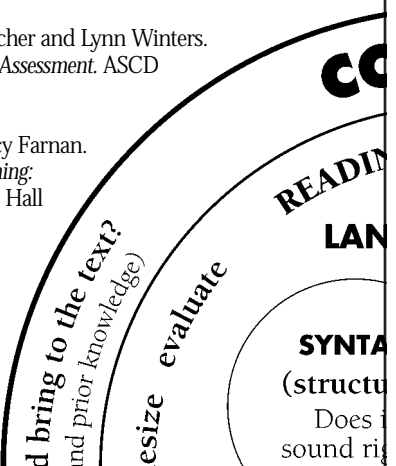 cher and Lynn Winters.
Assessment. ASCD
cy Farnan.
ning:
Hall
CO
READIN
LAN
d bring to the text?
nd prior knowledge)
esize evaluate
SYNTA
(structu
Does i
sound rig